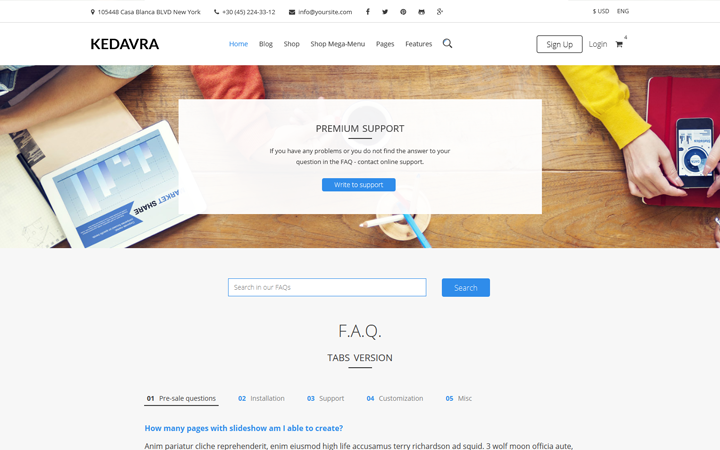 105448 Casa Blanca BLVD New York +30 (45) 224-33-12 info@yoursite.com $ USD ENG
4
KEDAVRA Home Blog Shop Shop Mega-Menu Pages Features Sign Up Login
PREMIUM SUPPORT
If you have any problems or you do not find the answer to your
question in the FAQ - contact online support.
Write to support
MARKET SHARE
Search in our FAQs Search
F.A.Q.
TABS VERSION
01 Pre-sale questions 02 Installation 03 Support 04 Customization 05 Misc
How many pages with slideshow am I able to create?
Anim pariatur cliche reprehenderit, enim eiusmod high life accusamus terry richardson ad squid. 3 wolf moon officia aute,